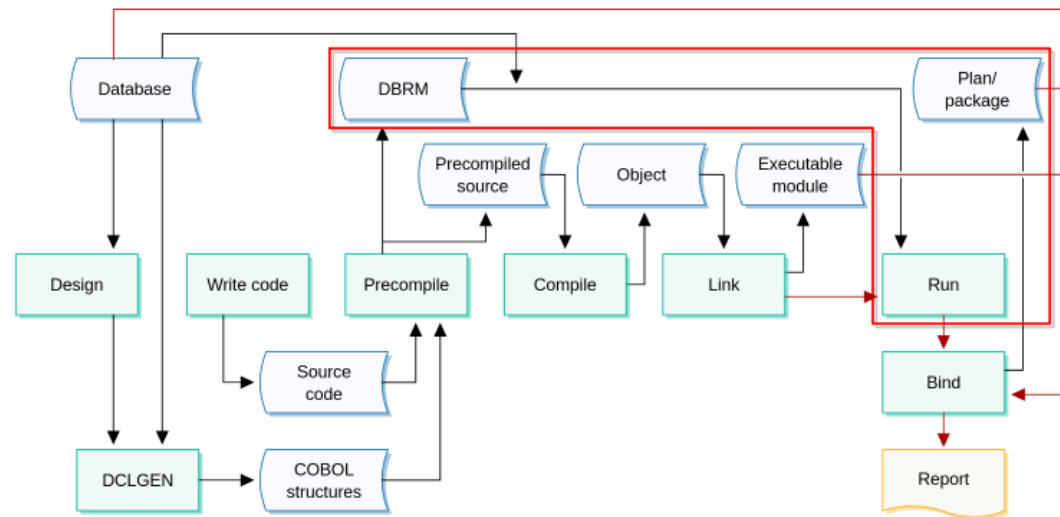 Database
DBRM
Plan/
package
Precompiled
source
Object
Executable
module
Design
Write code
Precompile
Compile
Link
Run
Source
code
Bind
DCLGEN
COBOL
structures
Report